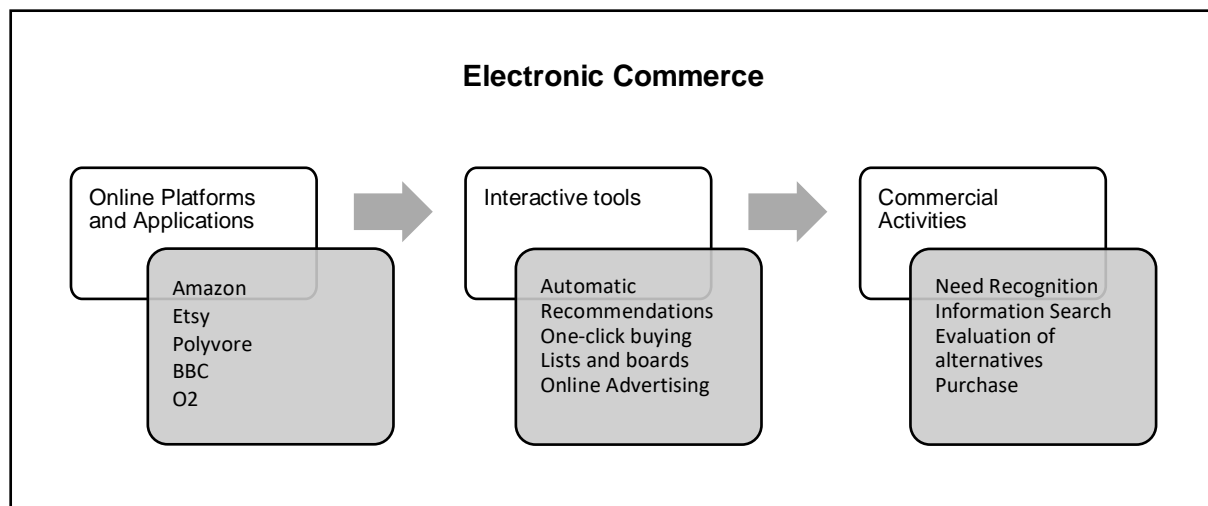 Electronic Commerce
Online Platforms
and Applications
Amazon
Etsy
Polyvore
BBC
O2
Interactive tools
Automatic
Recommendations
One-click buying
Lists and boards
Online Advertising
Commercial
Activities
Need Recognition
Information Search
Evaluation of
alternatives
Purchase